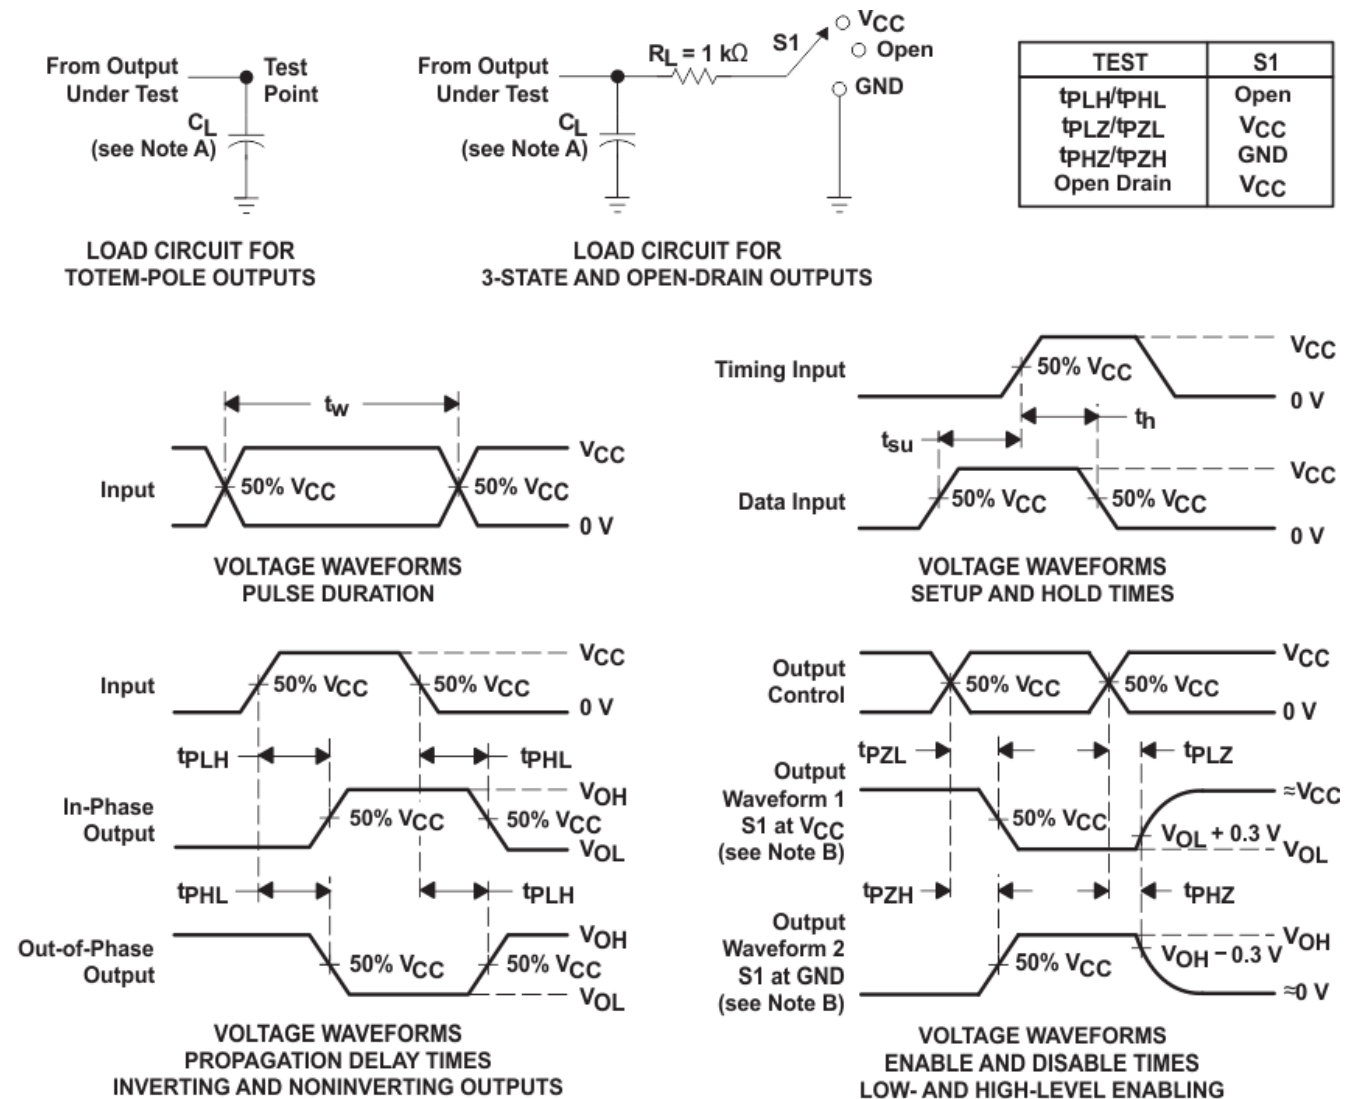 From Output
Under Test
Test
Point
CL
(see Note A)
LOAD CIRCUIT FOR
TOTEM-POLE OUTPUTS
From Output
Under Test
RL = 1 kΩ
S1
VCC
Open
GND
CL
(see Note A)
LOAD CIRCUIT FOR
3-STATE AND OPEN-DRAIN OUTPUTS
TEST S1
tPLH/tPHL Open
tPLZ/tPZL VCC
tPHZ/tPZH GND
Open Drain VCC
tw
Input
50% VCC
50% VCC
VCC
0 V
VOLTAGE WAVEFORMS
PULSE DURATION
Timing Input
50% VCC
VCC
0 V
tsu
th
Data Input
50% VCC
50% VCC
VCC
0 V
VOLTAGE WAVEFORMS
SETUP AND HOLD TIMES
Input
50% VCC
50% VCC
VCC
0 V
tPLH
tPHL
In-Phase
Output
50% VCC
50% VCC
VOH
VOL
tPHL
tPLH
Out-of-Phase
Output
50% VCC
50% VCC
VOH
VOL
VOLTAGE WAVEFORMS
PROPAGATION DELAY TIMES
INVERTING AND NONINVERTING OUTPUTS
Output
Control
50% VCC
50% VCC
VCC
0 V
tPZL
tPLZ
Output
Waveform 1
S1 at VCC
(see Note B)
50% VCC
VOL + 0.3 V
≈VCC
VOL
tPZH
tPHZ
Output
Waveform 2
S1 at GND
(see Note B)
50% VCC
VOH − 0.3 V
VOH
≈0 V
VOLTAGE WAVEFORMS
ENABLE AND DISABLE TIMES
LOW- AND HIGH-LEVEL ENABLING